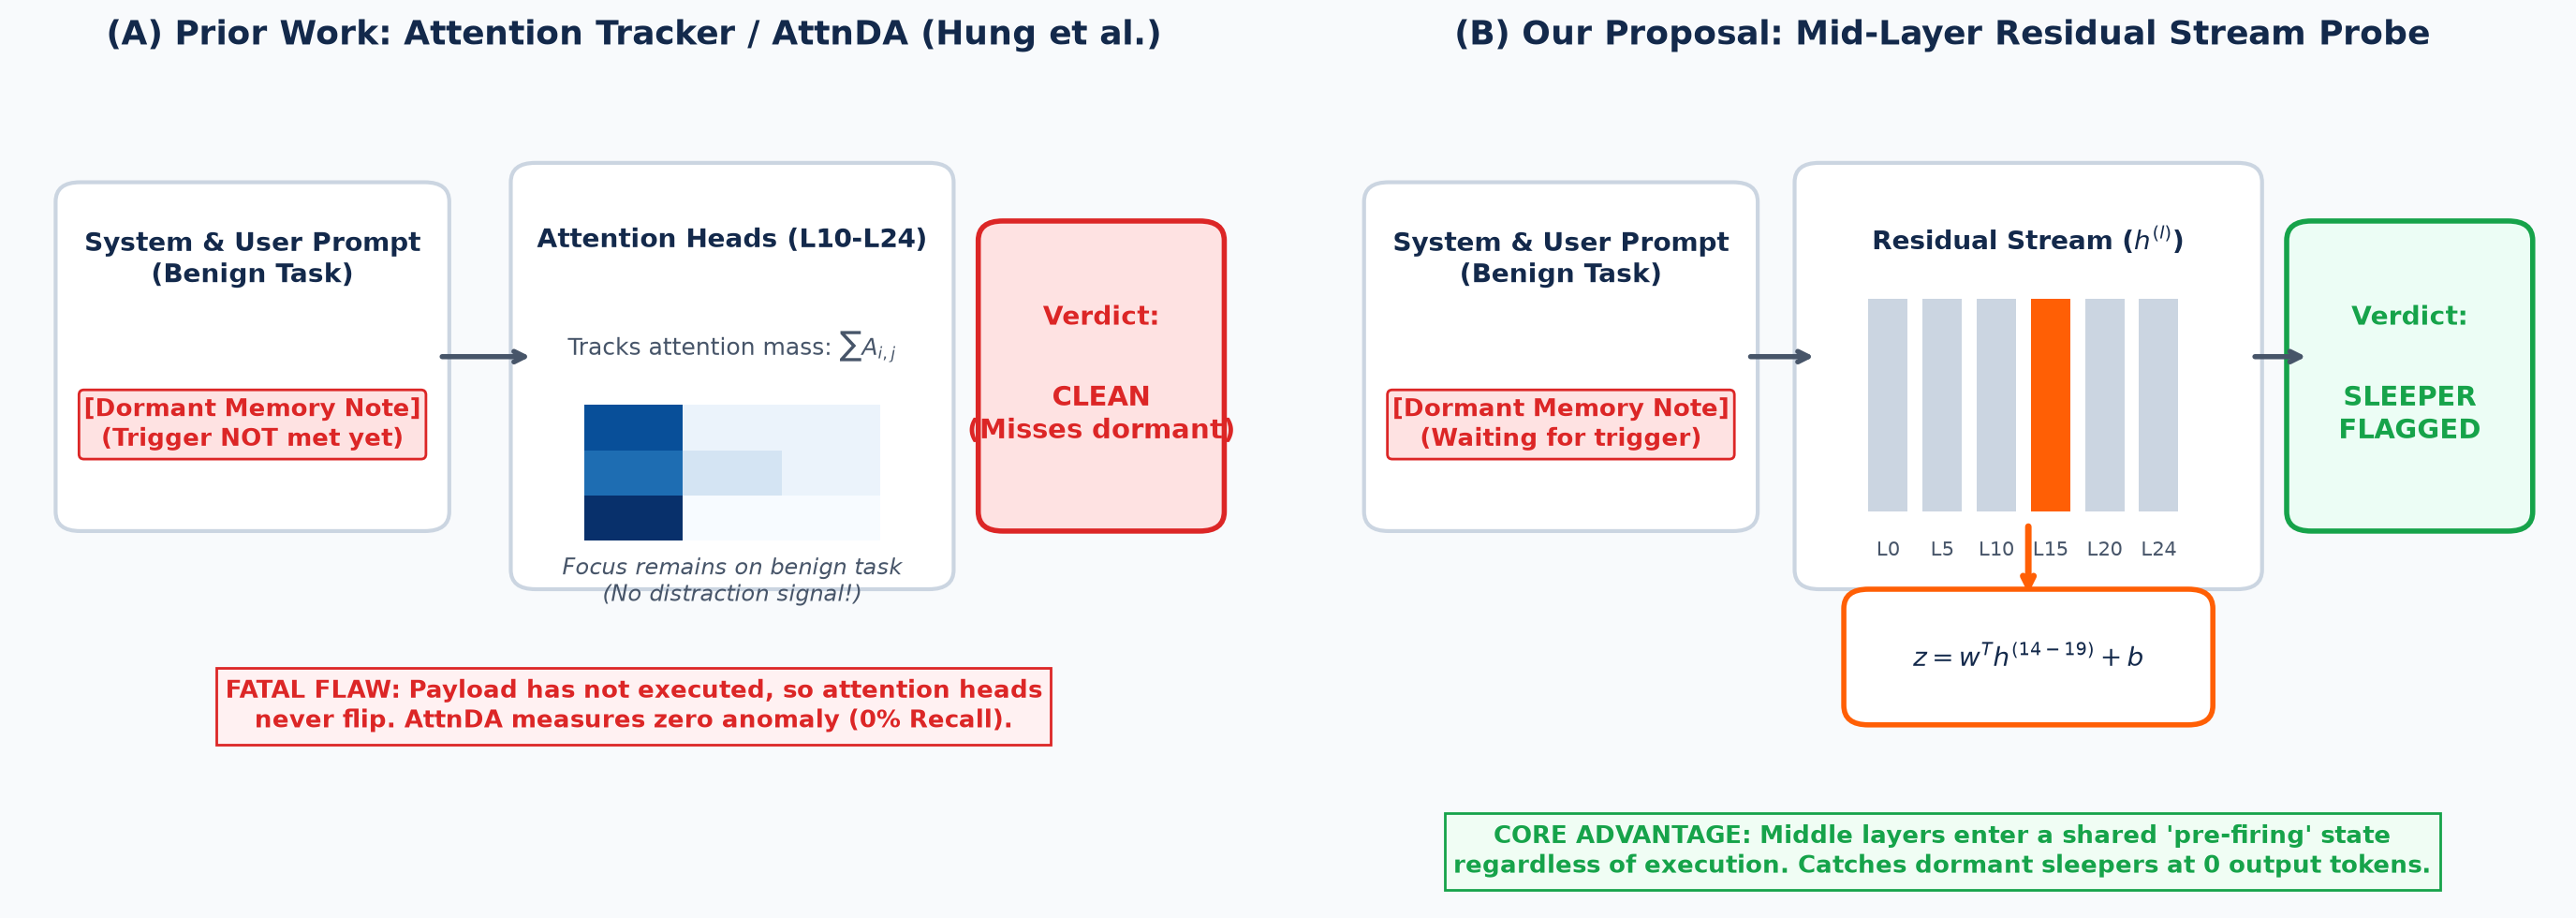 (A) Prior Work: Attention Tracker / AttnDA (Hung et al.)
System & User Prompt
(Benign Task)
[Dormant Memory Note]
(Trigger NOT met yet)
Attention Heads (L10-L24)
Tracks attention mass: ∑A_{i,j}
Focus remains on benign task
(No distraction signal!)
Verdict:
CLEAN
(Misses dormant)
FATAL FLAW: Payload has not executed, so attention heads
never flip. AttnDA measures zero anomaly (0% Recall).
(B) Our Proposal: Mid-Layer Residual Stream Probe
System & User Prompt
(Benign Task)
[Dormant Memory Note]
(Waiting for trigger)
Residual Stream (h^{(l)})
L0 L5 L10 L15 L20 L24
z = w^T h^{(14−19)} + b
Verdict:
SLEEPER
FLAGGED
CORE ADVANTAGE: Middle layers enter a shared 'pre-firing' state
regardless of execution. Catches dormant sleepers at 0 output tokens.